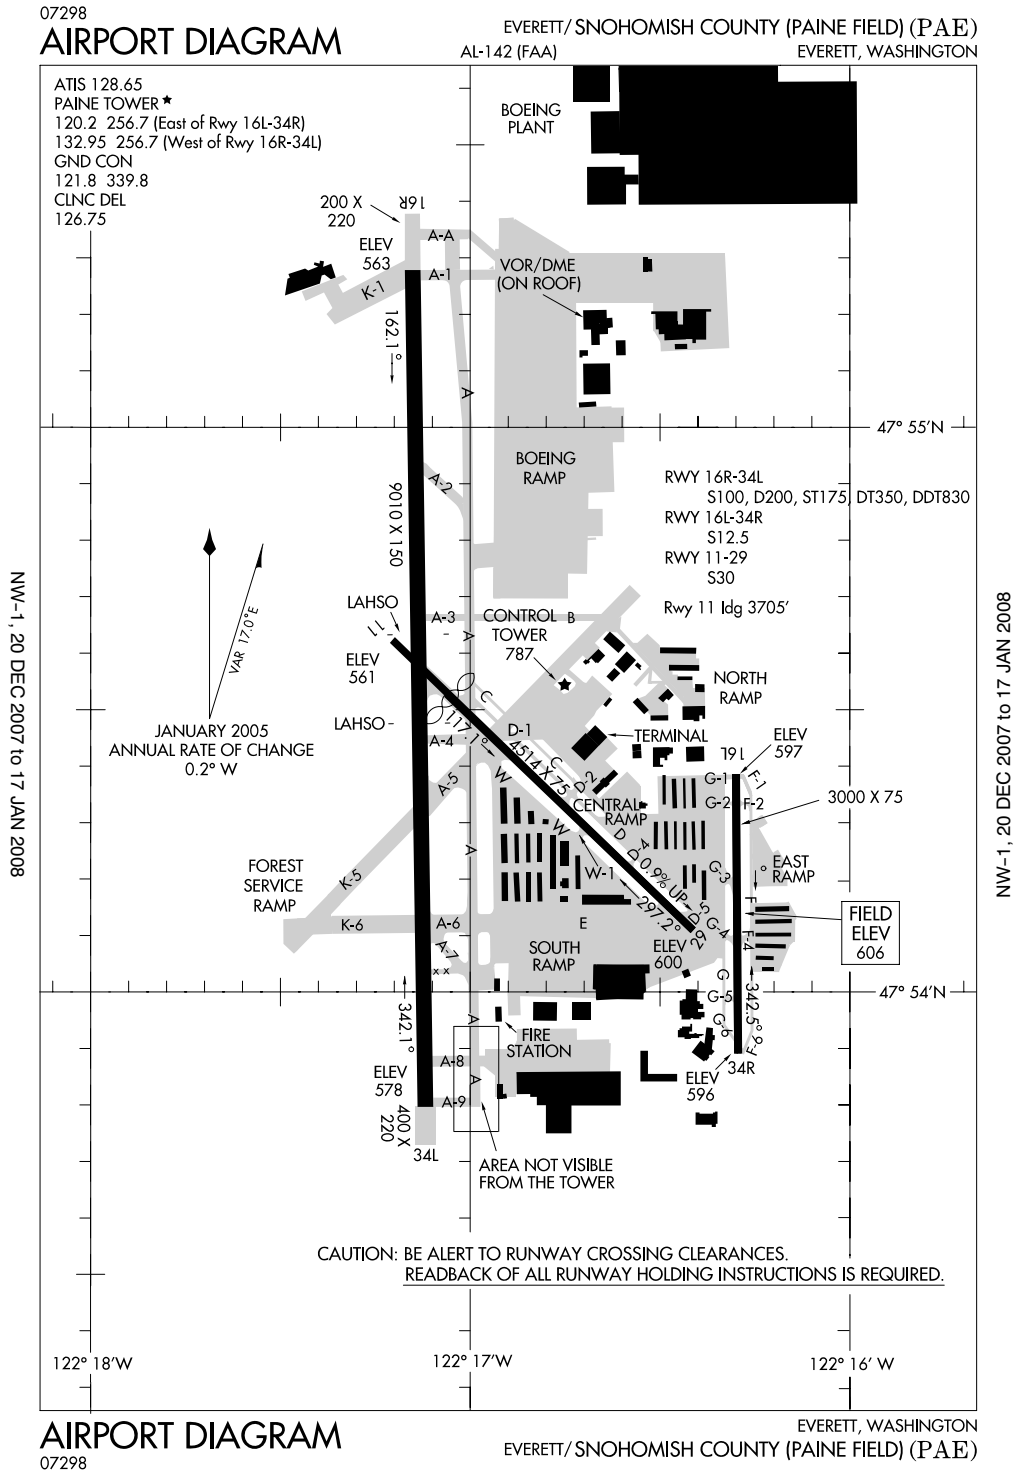 07298
AIRPORT DIAGRAM
AL-142 (FAA)
EVERETT/ SNOHOMISH COUNTY (PAINE FIELD) (PAE)
EVERETT, WASHINGTON
ATIS 128.65
PAINE TOWER ★
120.2 256.7 (East of Rwy 16L-34R)
132.95 256.7 (West of Rwy 16R-34L)
GND CON
121.8 339.8
CLNC DEL
126.75
BOEING
PLANT
200 X
220
16R
A-A
ELEV
563
A-1
K-1
VOR/DME
(ON ROOF)
162.1°
A
47° 55'N
BOEING
RAMP
A-2
9010 X 150
RWY 16R-34L
S100, D200, ST175, DT350, DDT830
RWY 16L-34R
S12.5
RWY 11-29
S30
Rwy 11 ldg 3705'
VAR 17.0°E
JANUARY 2005
ANNUAL RATE OF CHANGE
0.2° W
LAHSO
11
ELEV
561
LAHSO
A-3
A
B
CONTROL
TOWER
787
C
NORTH
RAMP
TERMINAL
117.1°
A-4
A-5
D-1
4514 X 75
C
D-2
W
W
W-1
CENTRAL
RAMP
D
D-4
0.9% UP
297.2°
D-5
29
ELEV
600
16L
ELEV
597
G-1
F-1
G-2
F-2
3000 X 75
G-3
EAST
RAMP
F
G-4
F-4
FIELD
ELEV
606
FOREST
SERVICE
RAMP
K-5
K-6
A
A-6
A-7
x x
E
SOUTH
RAMP
47° 54'N
G
G-5
G-6
342.5°
F-6
34R
ELEV
596
342.1°
A
FIRE
STATION
A-8
A
A-9
ELEV
578
400 X
220
34L
AREA NOT VISIBLE
FROM THE TOWER
CAUTION: BE ALERT TO RUNWAY CROSSING CLEARANCES.
READBACK OF ALL RUNWAY HOLDING INSTRUCTIONS IS REQUIRED.
122° 18'W
122° 17'W
122° 16' W
NW-1, 20 DEC 2007 to 17 JAN 2008
NW-1, 20 DEC 2007 to 17 JAN 2008
AIRPORT DIAGRAM
07298
EVERETT, WASHINGTON
EVERETT/ SNOHOMISH COUNTY (PAINE FIELD) (PAE)